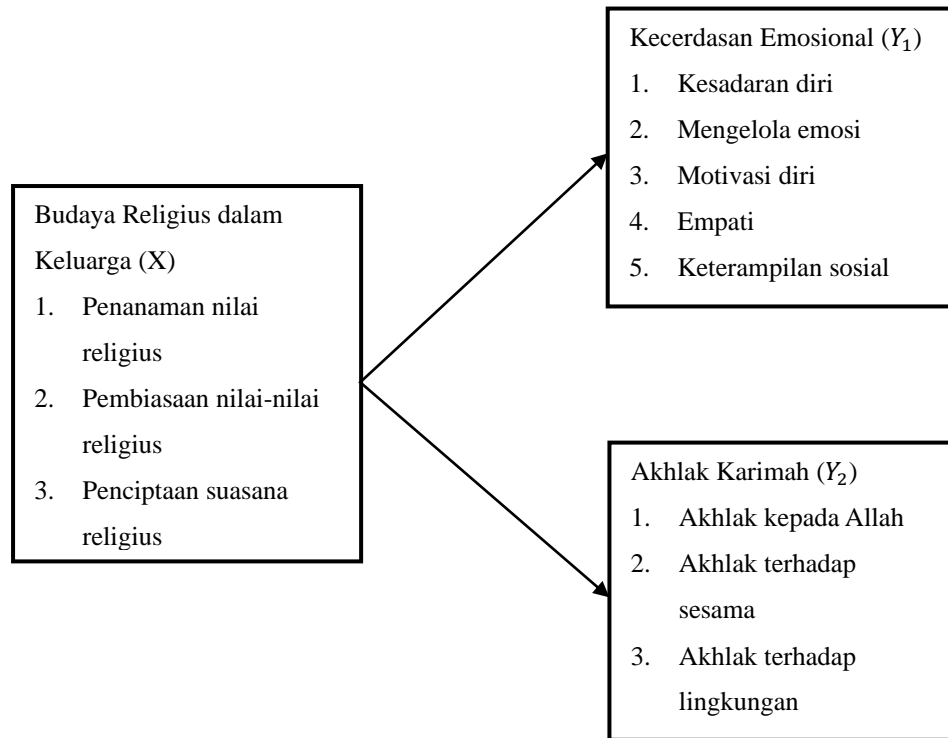 Budaya Religius dalam
Keluarga (X)
1. Penanaman nilai
religius
2. Pembiasaan nilai-nilai
religius
3. Penciptaan suasana
religius
Kecerdasan Emosional (𝑌₁)
1. Kesadaran diri
2. Mengelola emosi
3. Motivasi diri
4. Empati
5. Keterampilan sosial
Akhlak Karimah (𝑌₂)
1. Akhlak kepada Allah
2. Akhlak terhadap
sesama
3. Akhlak terhadap
lingkungan